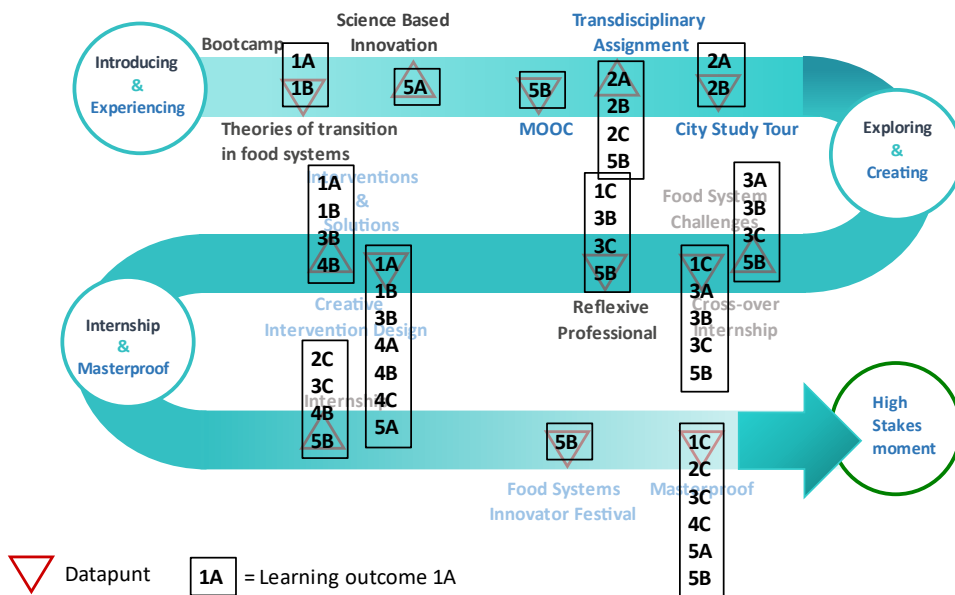 Bootcamp
Science Based
Innovation
Transdisciplinary
Assignment
Introducing
&
Experiencing
1A
1B
5A
5B
2A
2B
2C
5B
2A
2B
Theories of transition
in food systems
MOOC
City Study Tour
Exploring
&
Creating
Interventions
&
Solutions
1A
1B
3B
4B
1C
3B
3C
5B
Food System
Challenges
3A
3B
3C
5B
Creative
Intervention Design
1A
1B
3B
4A
4B
4C
5A
Reflexive
Professional
1C
3A
3B
3C
5B
Cross-over
Internship
Internship
&
Masterproof
2C
3C
4B
5B
Internship
5B
Food Systems
Innovator Festival
1C
2C
3C
4C
5A
5B
Masterproof
High
Stakes
moment
Datapunt
1A
= Learning outcome 1A